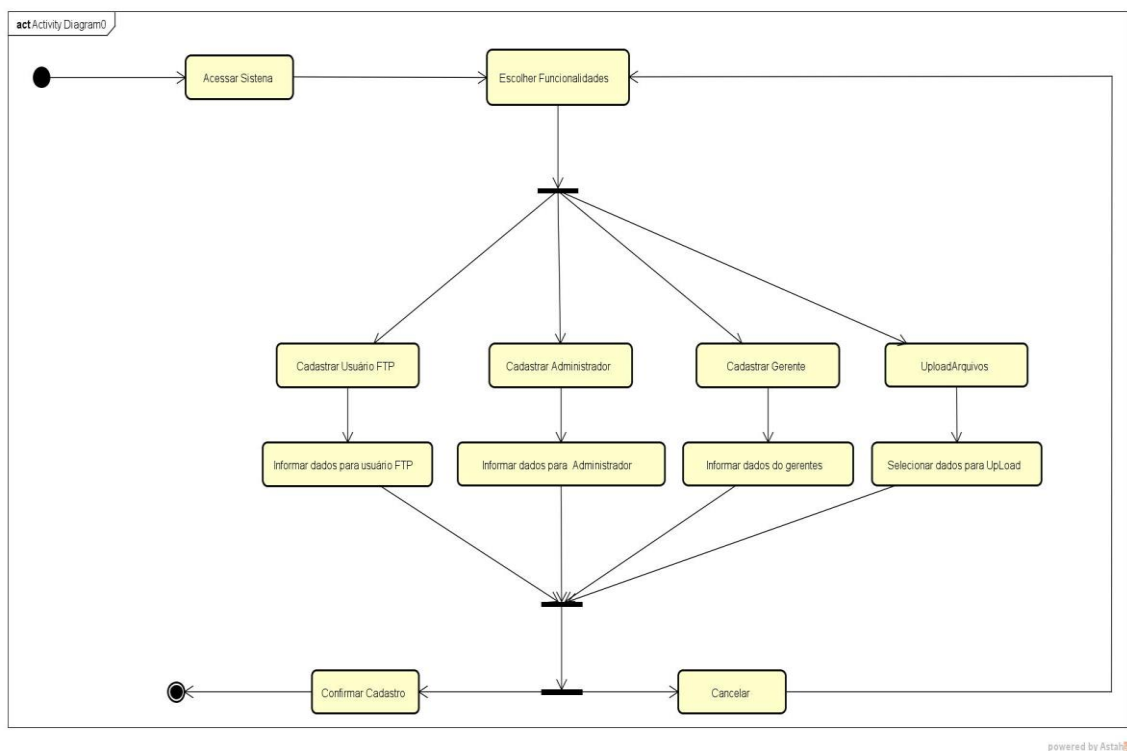 act Activity Diagram0
Acessar Sistena
Escolher Funcionalidades
Cadastrar Usuário FTP
Cadastrar Administrador
Cadastrar Gerente
UploadArquivos
Informar dados para usuário FTP
Informar dados para Administrador
Informar dados do gerentes
Selecionar dados para UpLoad
Confirmar Cadastro
Cancelar
powered by Astah